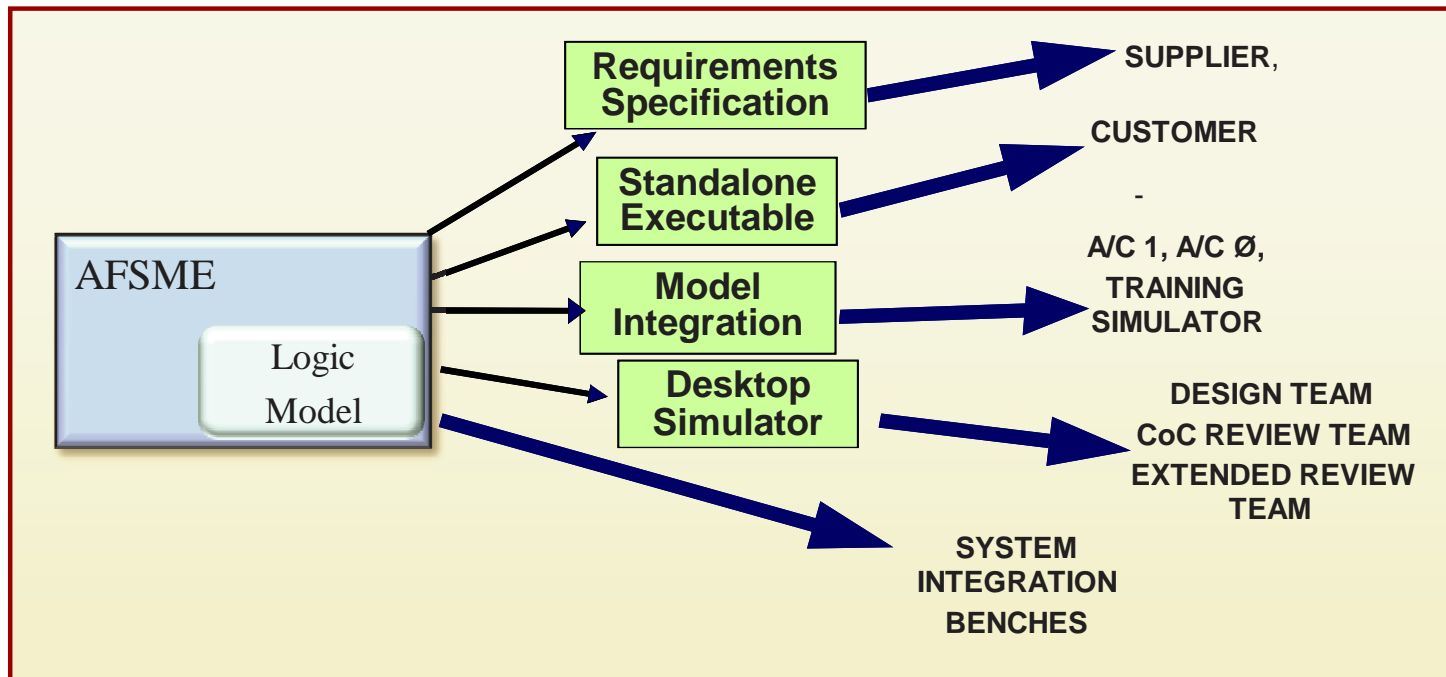 Requirements
Specification
SUPPLIER,
CUSTOMER
Standalone
Executable
-
AFSME
Logic
Model
Model
Integration
A/C 1, A/C Ø,
TRAINING
SIMULATOR
Desktop
Simulator
DESIGN TEAM
CoC REVIEW TEAM
EXTENDED REVIEW
TEAM
SYSTEM
INTEGRATION
BENCHES